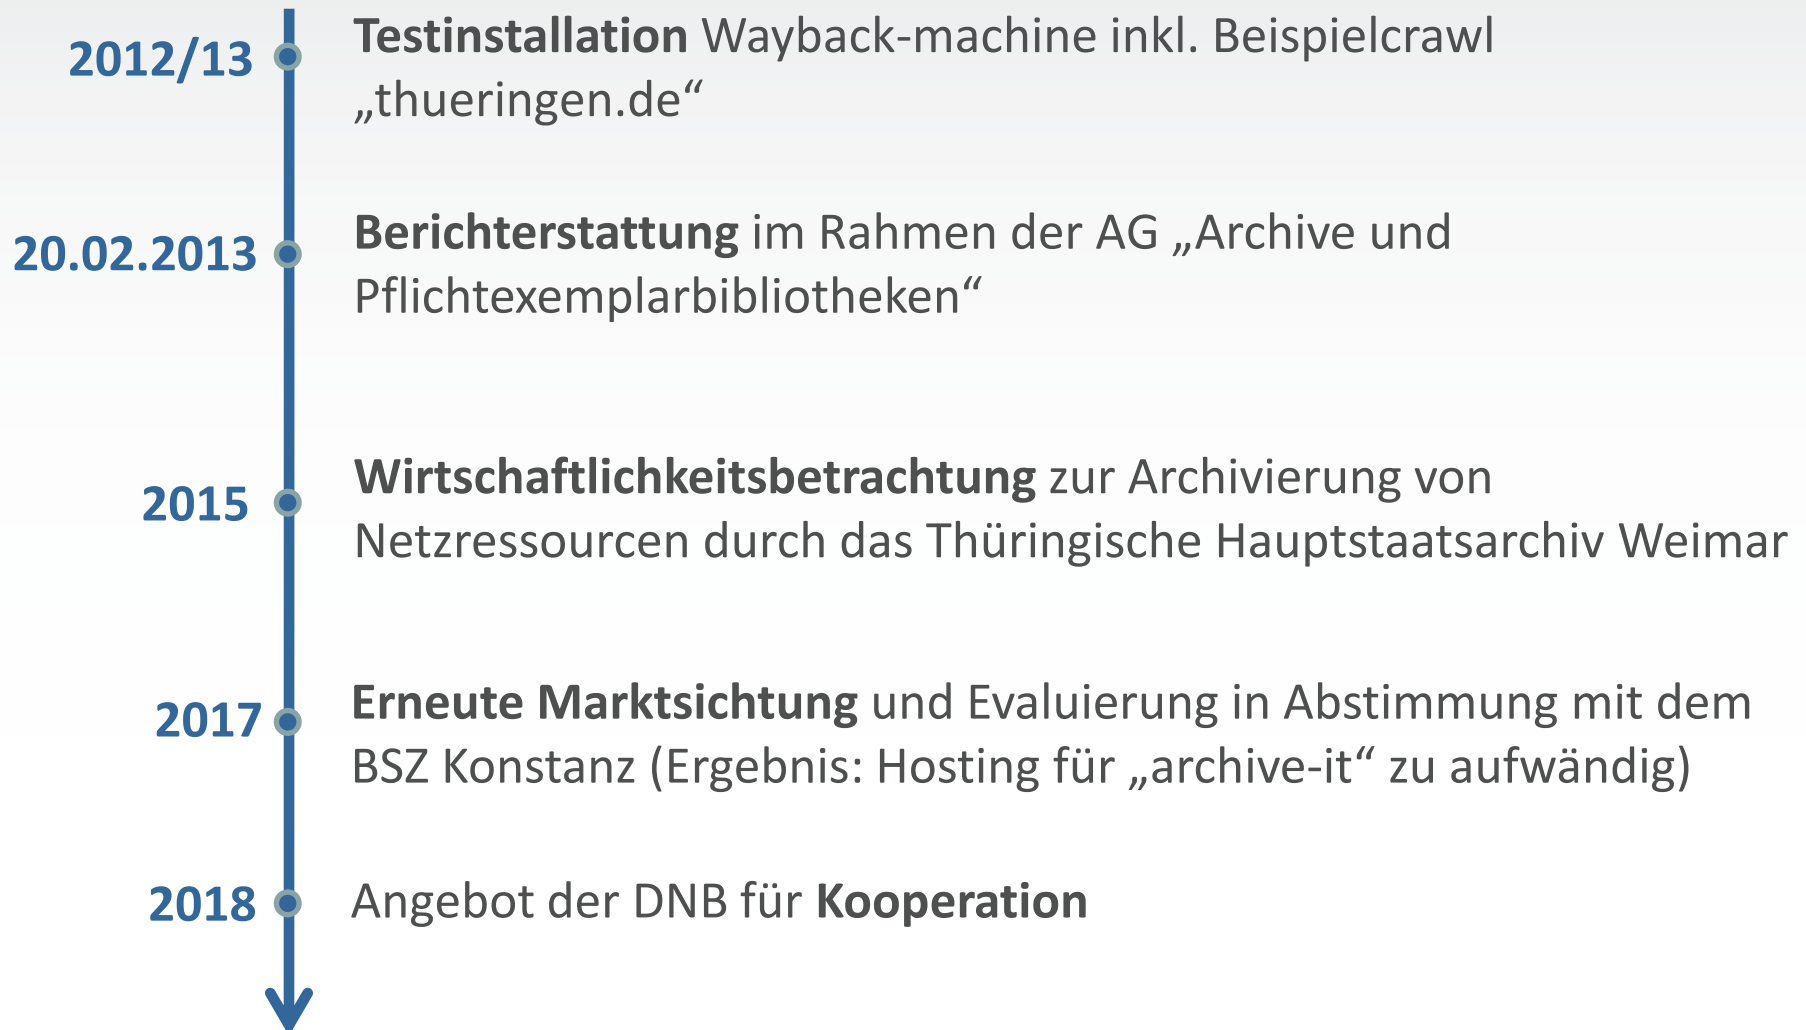 2012/13
Testinstallation Wayback-machine inkl. Beispielcrawl
„thueringen.de“
20.02.2013
Berichterstattung im Rahmen der AG „Archive und
Pflichtexemplarbibliotheken“
2015
Wirtschaftlichkeitsbetrachtung zur Archivierung von
Netzressourcen durch das Thüringische Hauptstaatsarchiv Weimar
2017
Erneute Marktsichtung und Evaluierung in Abstimmung mit dem
BSZ Konstanz (Ergebnis: Hosting für „archive-it“ zu aufwändig)
2018
Angebot der DNB für Kooperation